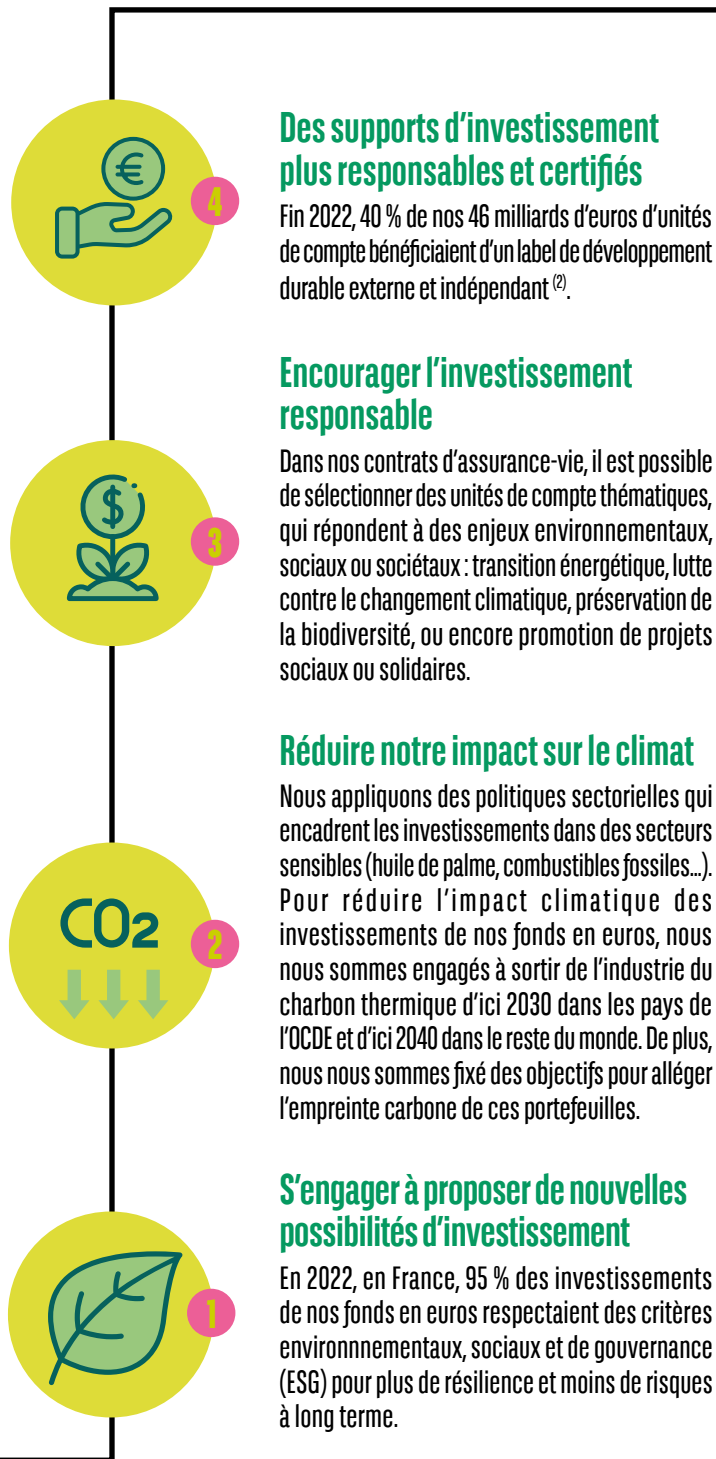 4
Des supports d'investissement
plus responsables et certifiés
Fin 2022, 40 % de nos 46 milliards d'euros d'unités
de compte bénéficiaient d'un label de développement
durable externe et indépendant (2).
3
Encourager l'investissement
responsable
Dans nos contrats d'assurance-vie, il est possible
de sélectionner des unités de compte thématiques,
qui répondent à des enjeux environnementaux,
sociaux ou sociétaux : transition énergétique, lutte
contre le changement climatique, préservation de
la biodiversité, ou encore promotion de projets
sociaux ou solidaires.
CO2
2
Réduire notre impact sur le climat
Nous appliquons des politiques sectorielles qui
encadrent les investissements dans des secteurs
sensibles (huile de palme, combustibles fossiles...).
Pour réduire l'impact climatique des
investissements de nos fonds en euros, nous
nous sommes engagés à sortir de l'industrie du
charbon thermique d'ici 2030 dans les pays de
l'OCDE et d'ici 2040 dans le reste du monde. De plus,
nous nous sommes fixé des objectifs pour alléger
l'empreinte carbone de ces portefeuilles.
1
S'engager à proposer de nouvelles
possibilités d'investissement
En 2022, en France, 95 % des investissements
de nos fonds en euros respectaient des critères
environnnementaux, sociaux et de gouvernance
(ESG) pour plus de résilience et moins de risques
à long terme.